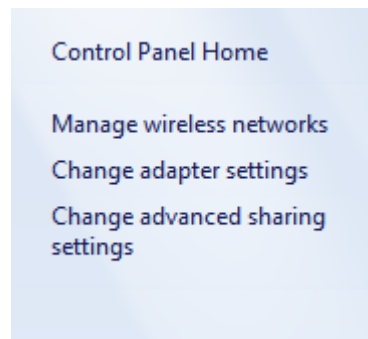 Control Panel Home
Manage wireless networks
Change adapter settings
Change advanced sharing
settings